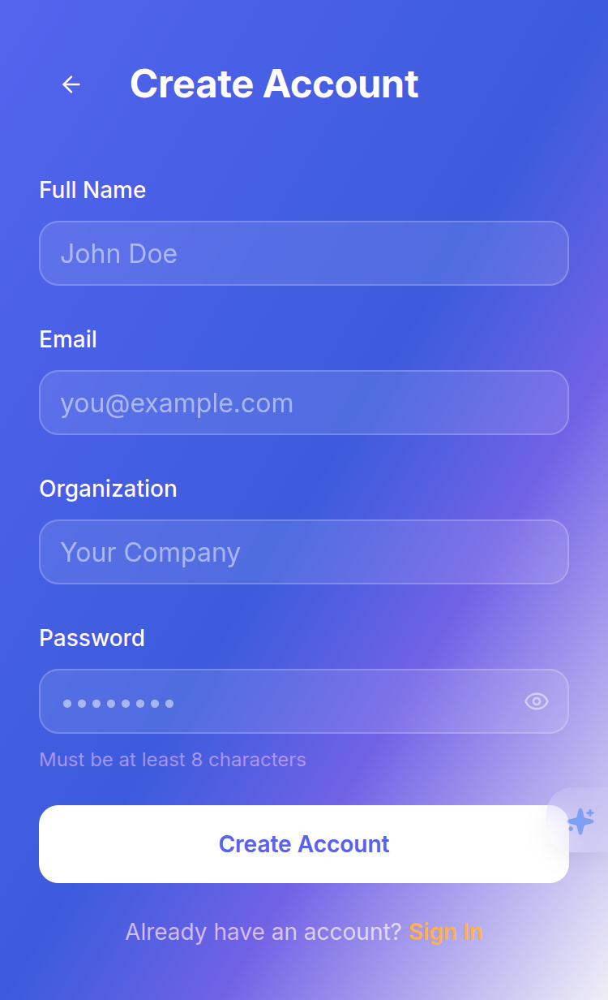 Create Account
Full Name
John Doe
Email
you@example.com
Organization
Your Company
Password
••••••••
Must be at least 8 characters
Create Account
Already have an account? Sign In